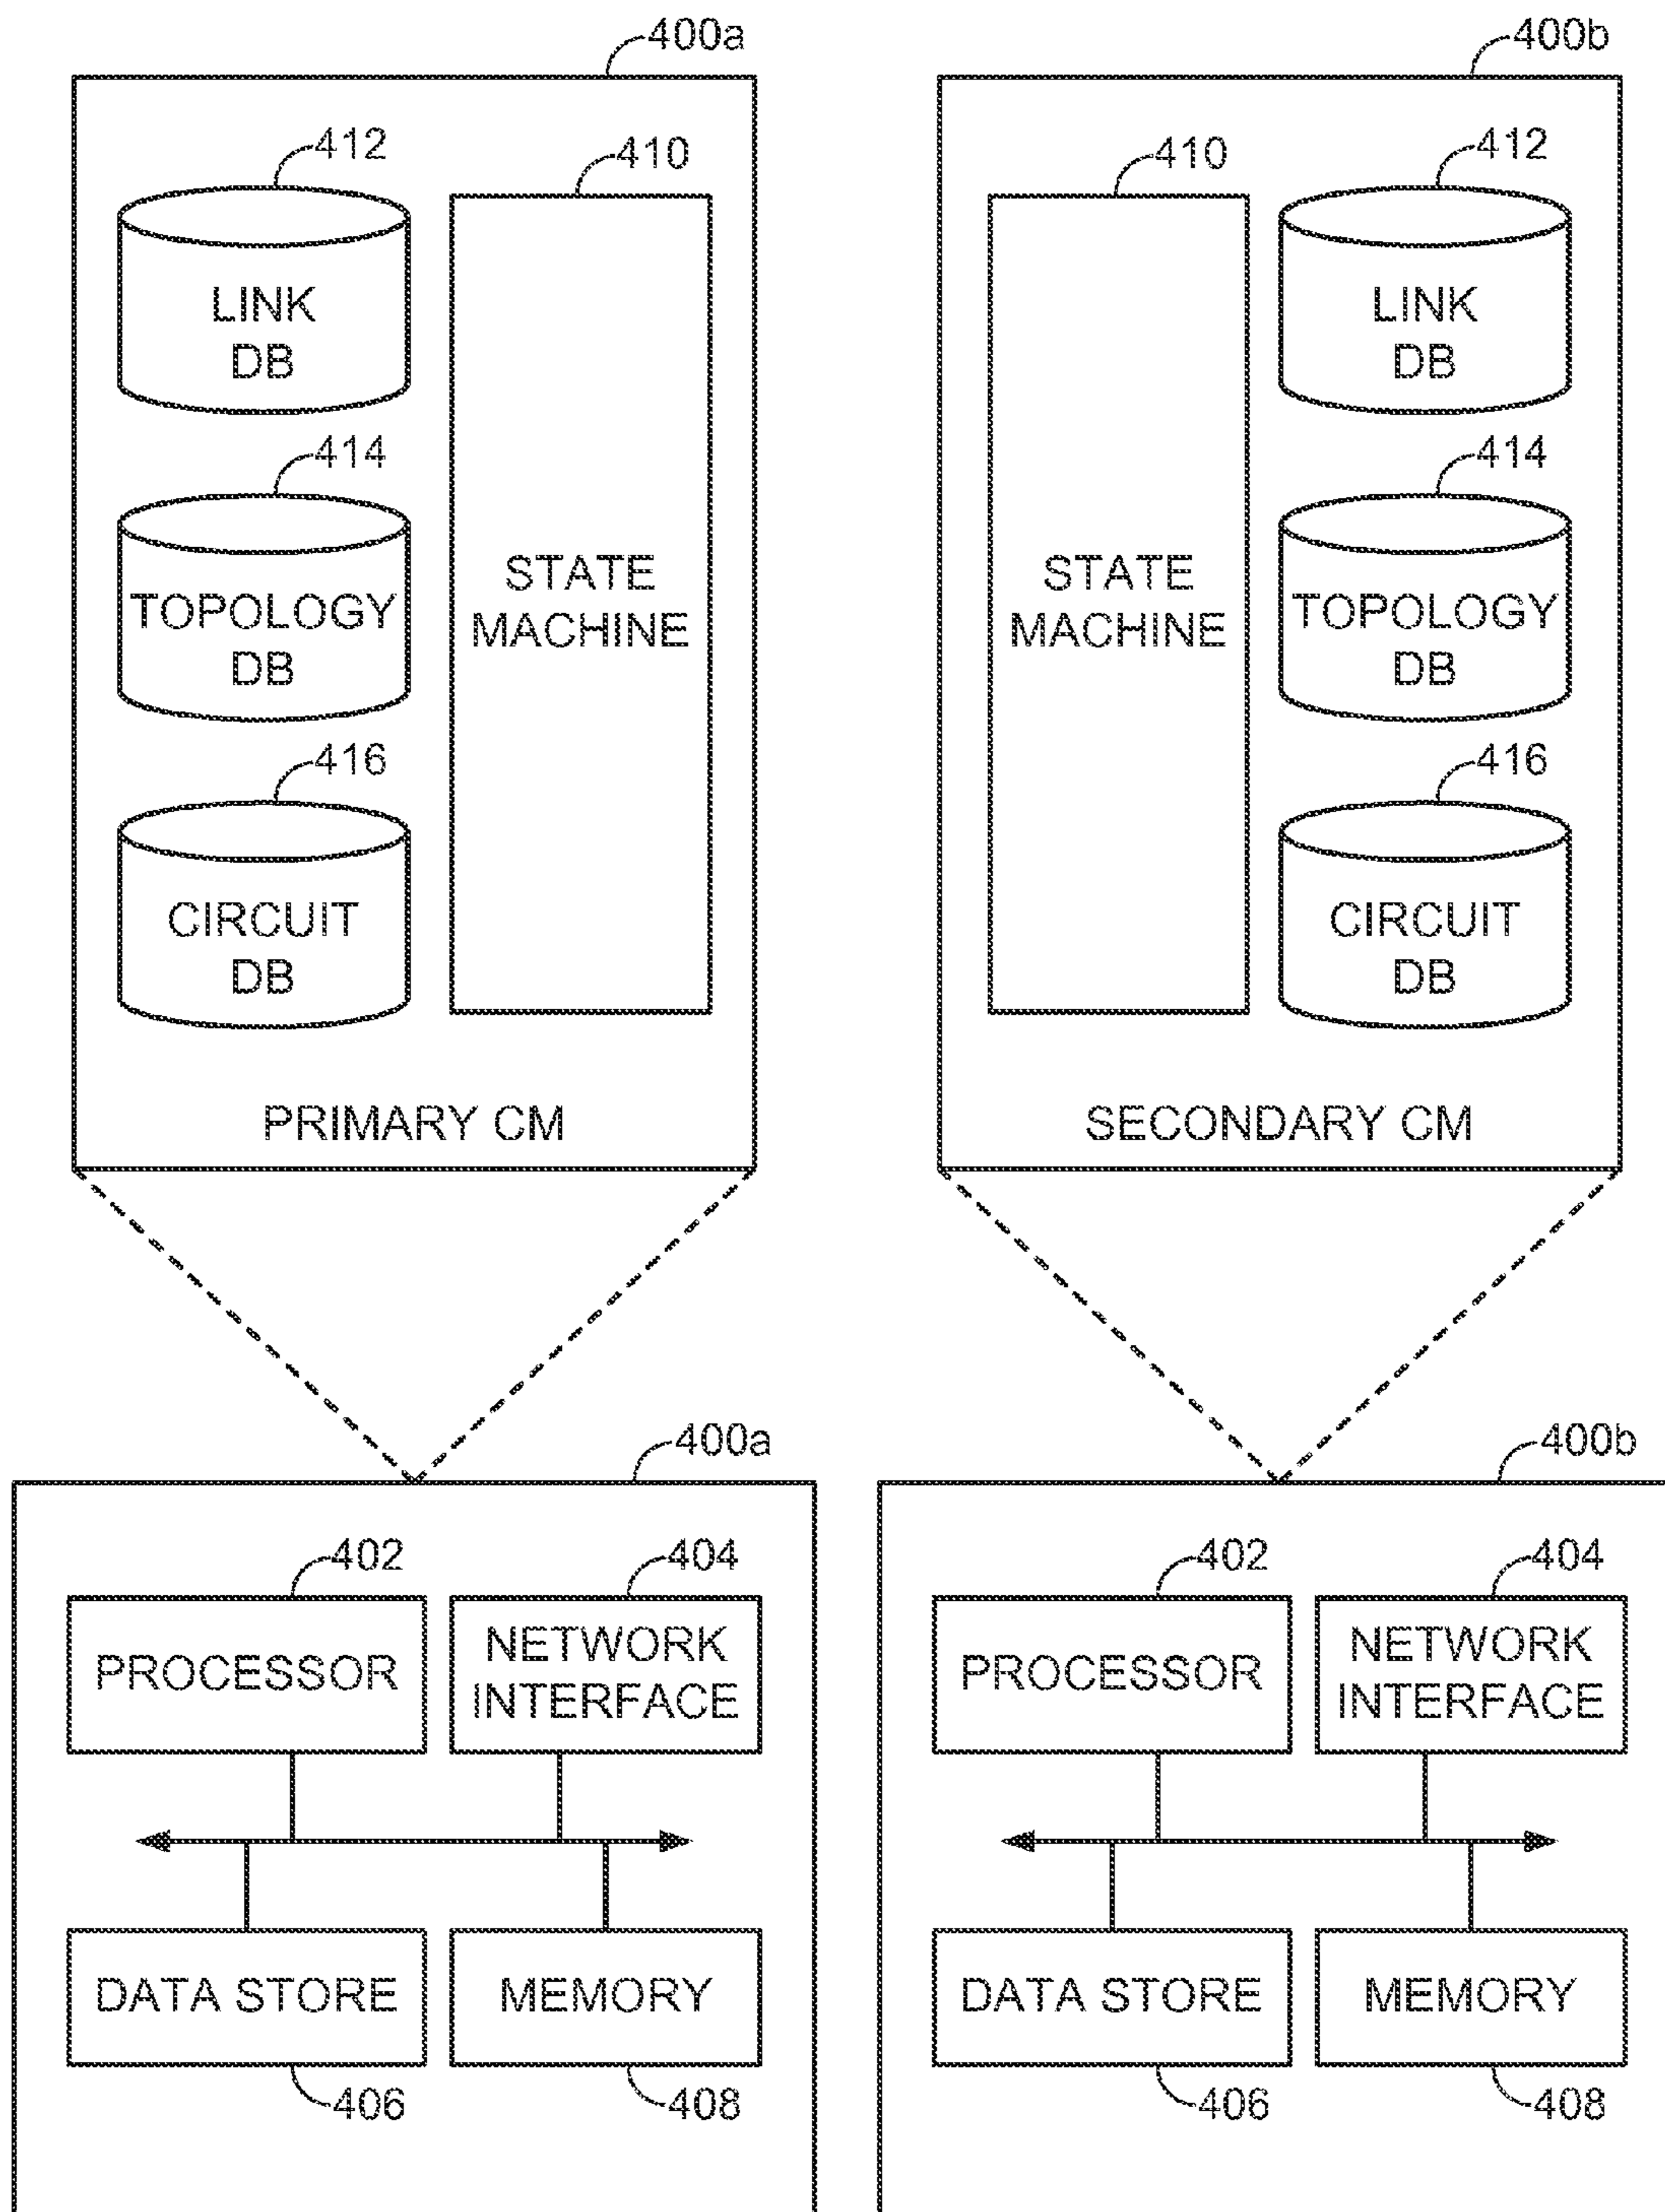 400a
412
410
LINK
DB
414
STATE
MACHINE
TOPOLOGY
DB
416
CIRCUIT
DB
PRIMARY CM
400b
410
412
LINK
DB
414
STATE
MACHINE
TOPOLOGY
DB
416
CIRCUIT
DB
SECONDARY CM
400a
402
404
PROCESSOR
NETWORK
INTERFACE
DATA STORE
MEMORY
406
408
400b
402
404
PROCESSOR
NETWORK
INTERFACE
DATA STORE
MEMORY
406
408